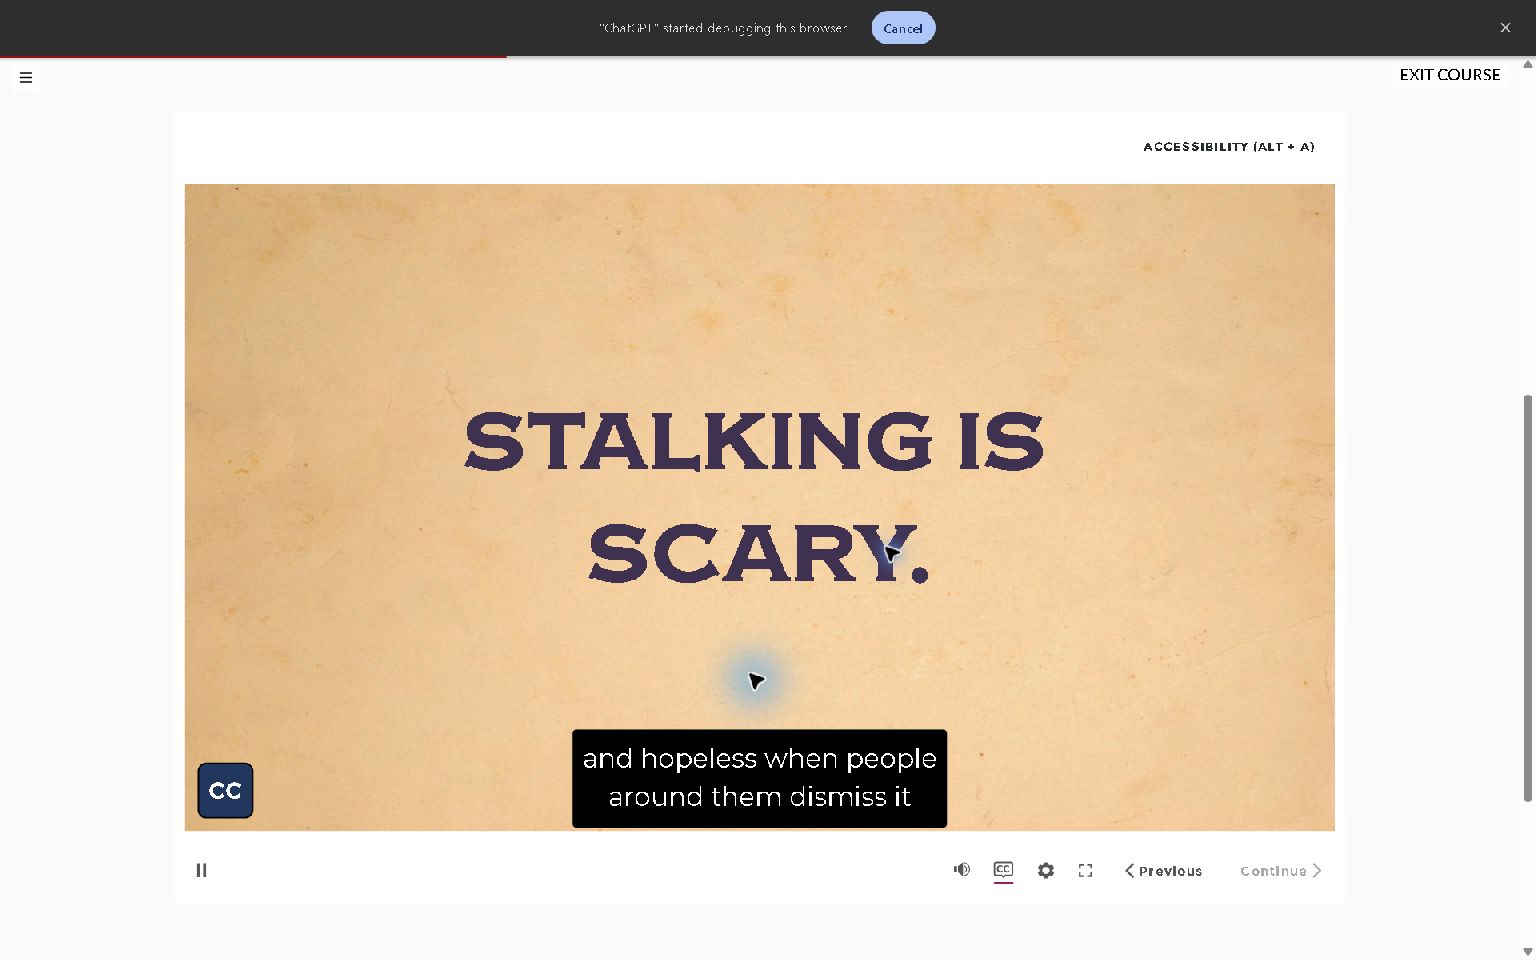 "ChatGPT" started debugging this browser
Cancel
EXIT COURSE
ACCESSIBILITY (ALT + A)
STALKING IS
SCARY.
and hopeless when people
around them dismiss it
CC
CC
Previous
Continue